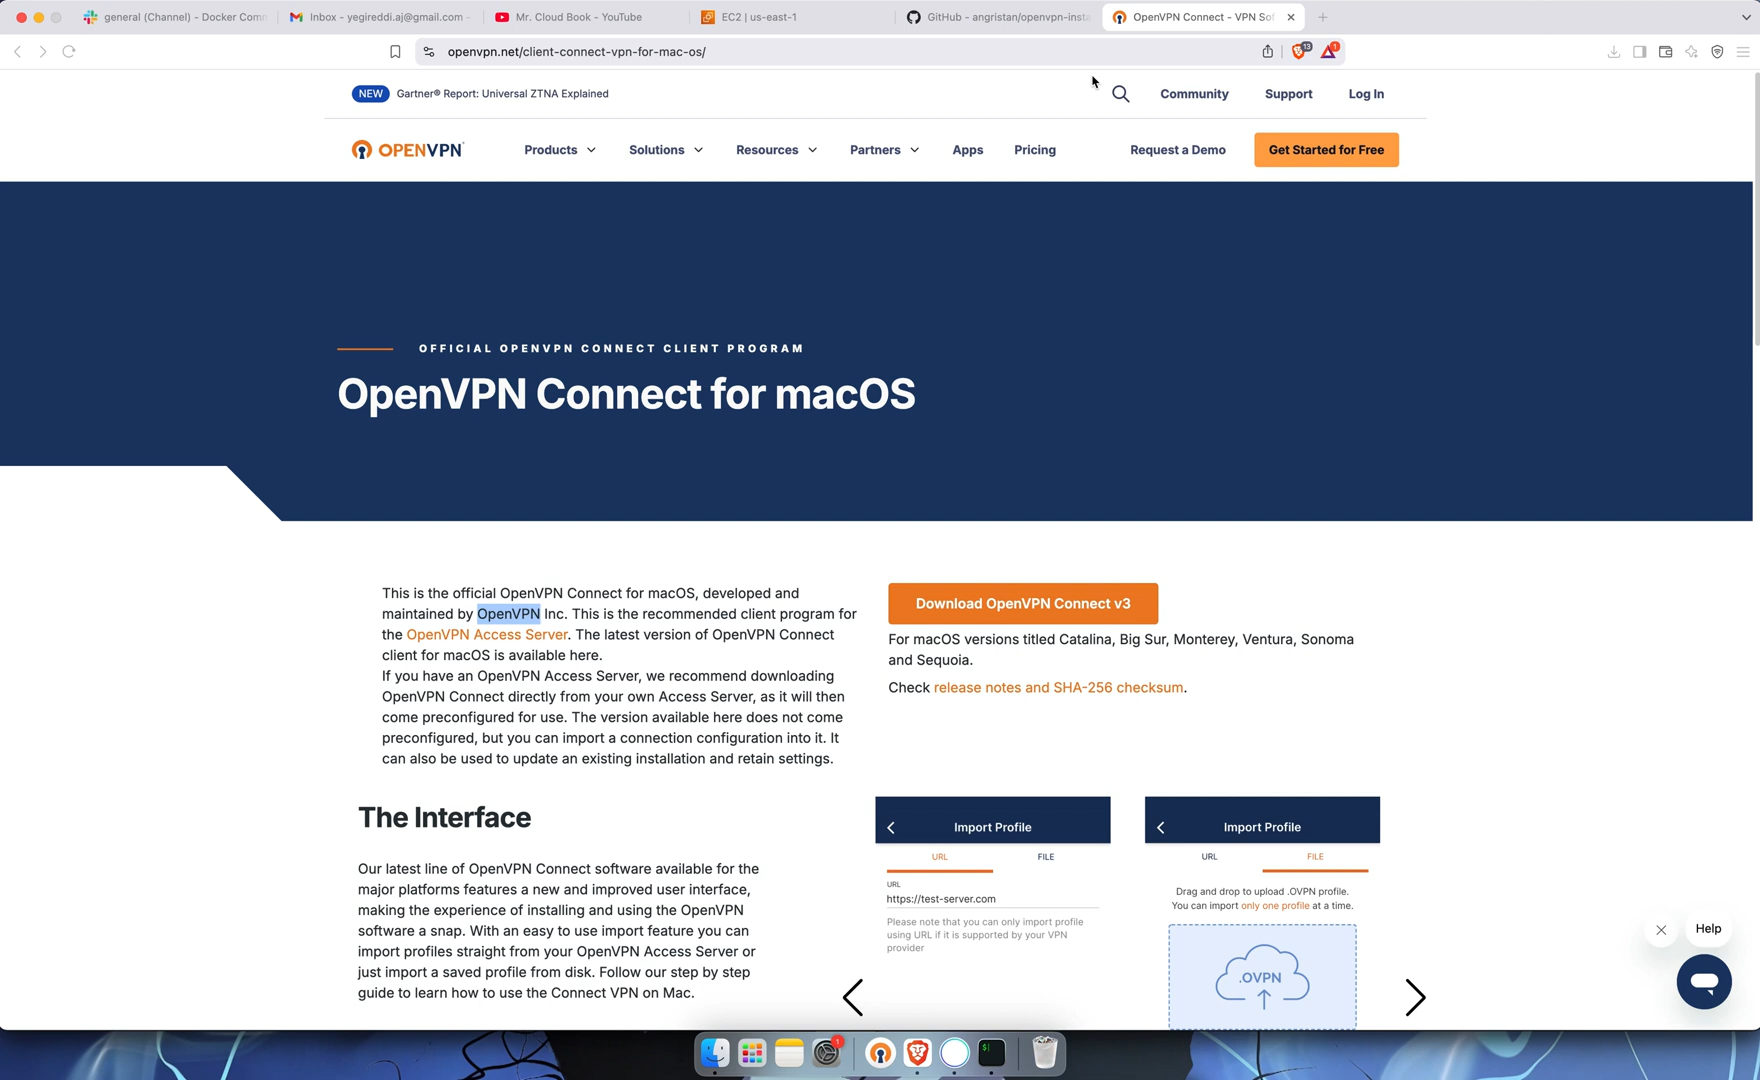 general (Channel) - Docker Comm
Inbox - yegireddi.aj@gmail.com -
Mr. Cloud Book - YouTube
EC2 | us-east-1
GitHub - angristan/openvpn-insta
OpenVPN Connect - VPN Sof
openvpn.net/client-connect-vpn-for-mac-os/
13
1
NEW
Gartner® Report: Universal ZTNA Explained
Community
Support
Log In
OPENVPN
Products
Solutions
Resources
Partners
Apps
Pricing
Request a Demo
Get Started for Free
OFFICIAL OPENVPN CONNECT CLIENT PROGRAM
OpenVPN Connect for macOS
This is the official OpenVPN Connect for macOS, developed and
maintained by OpenVPN Inc. This is the recommended client program for
the OpenVPN Access Server. The latest version of OpenVPN Connect
client for macOS is available here.
If you have an OpenVPN Access Server, we recommend downloading
OpenVPN Connect directly from your own Access Server, as it will then
come preconfigured for use. The version available here does not come
preconfigured, but you can import a connection configuration into it. It
can also be used to update an existing installation and retain settings.
Download OpenVPN Connect v3
For macOS versions titled Catalina, Big Sur, Monterey, Ventura, Sonoma
and Sequoia.
Check release notes and SHA-256 checksum.
The Interface
Our latest line of OpenVPN Connect software available for the
major platforms features a new and improved user interface,
making the experience of installing and using the OpenVPN
software a snap. With an easy to use import feature you can
import profiles straight from your OpenVPN Access Server or
just import a saved profile from disk. Follow our step by step
guide to learn how to use the Connect VPN on Mac.
Import Profile
URL
FILE
URL
https://test-server.com
Please note that you can only import profile
using URL if it is supported by your VPN
provider
Import Profile
URL
FILE
Drag and drop to upload .OVPN profile.
You can import only one profile at a time.
.OVPN
Help
1
$